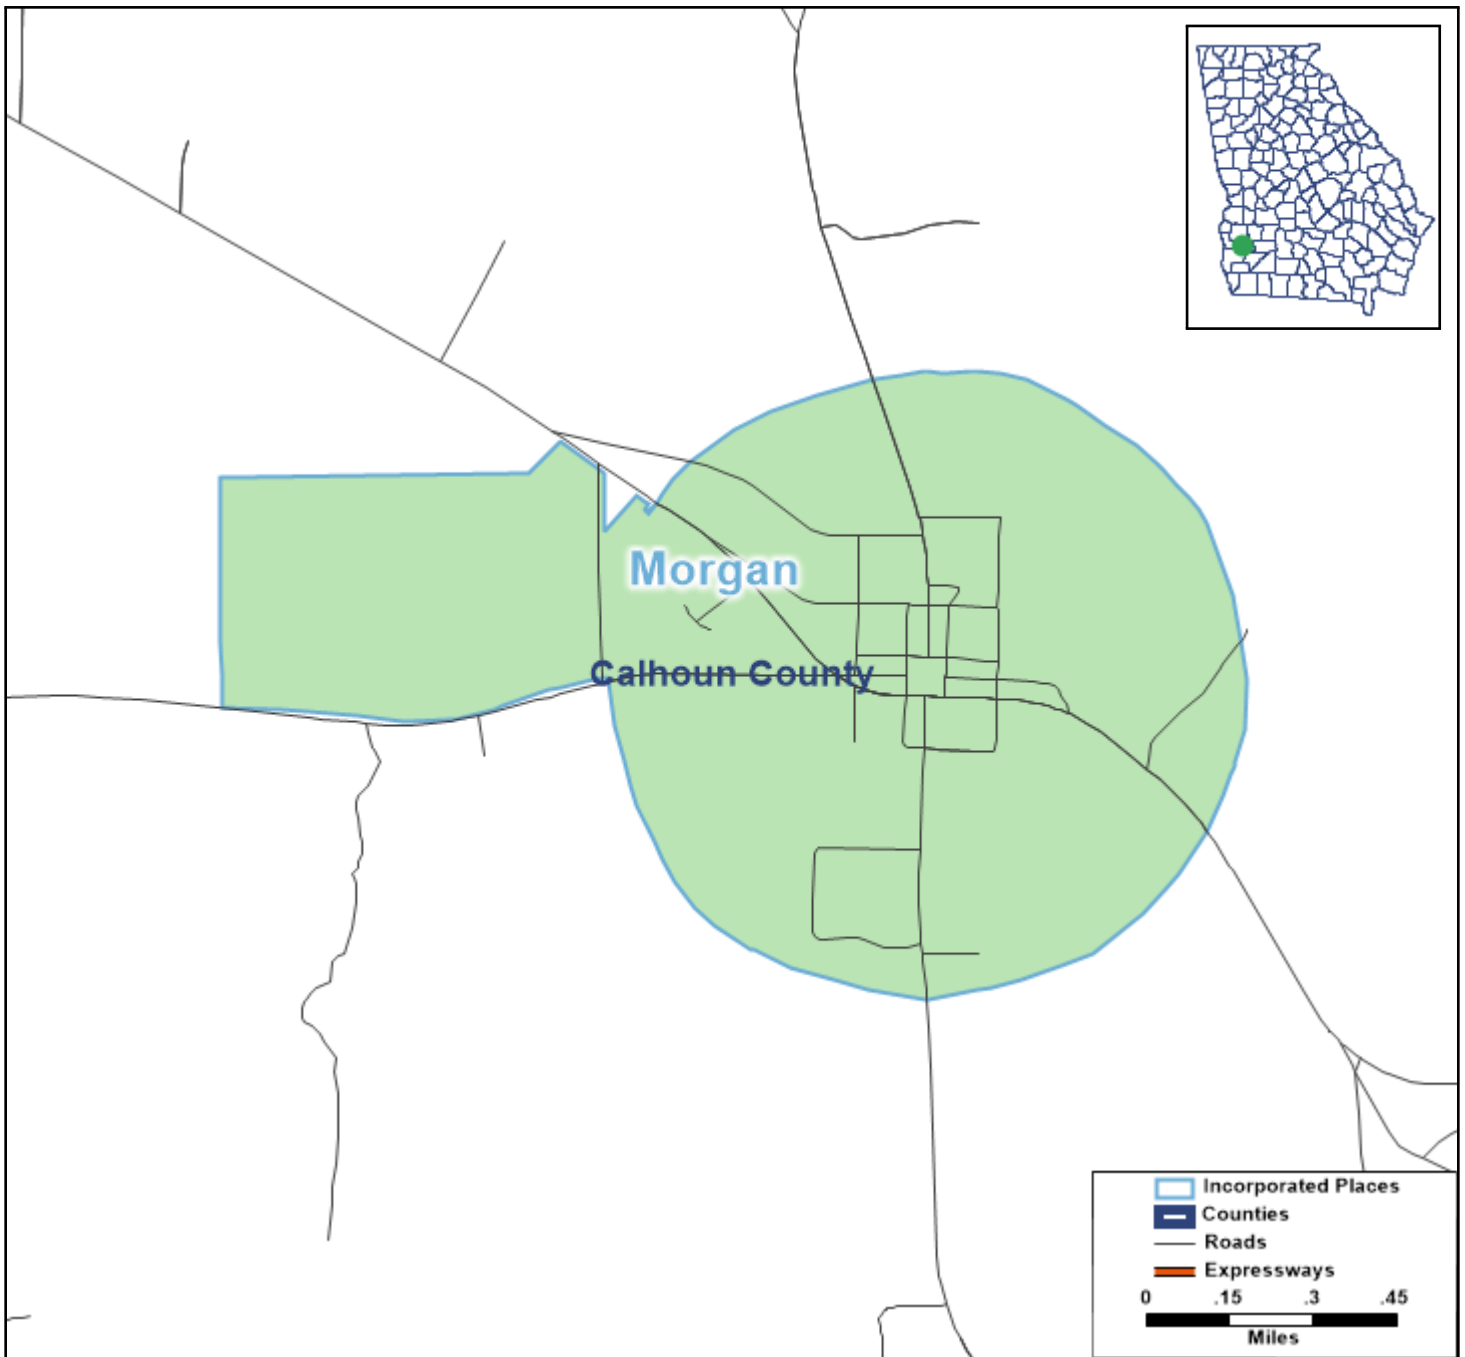 Morgan
Calhoun County
Incorporated Places
Counties
Roads
Expressways
0 .15 .3 .45
Miles